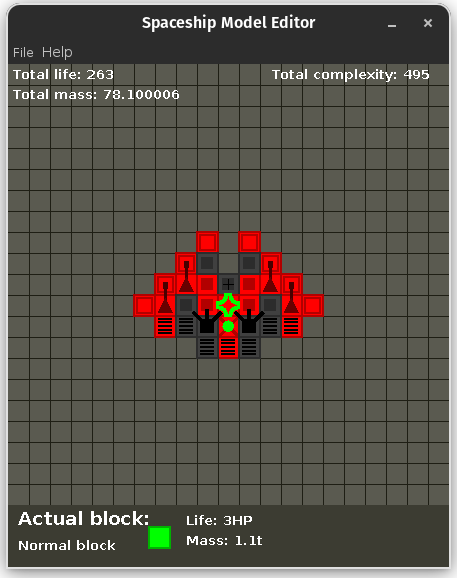 Spaceship Model Editor
File Help
Total life: 263 Total complexity: 495
Total mass: 78.100006
Actual block:
Normal block
Life: 3HP
Mass: 1.1t